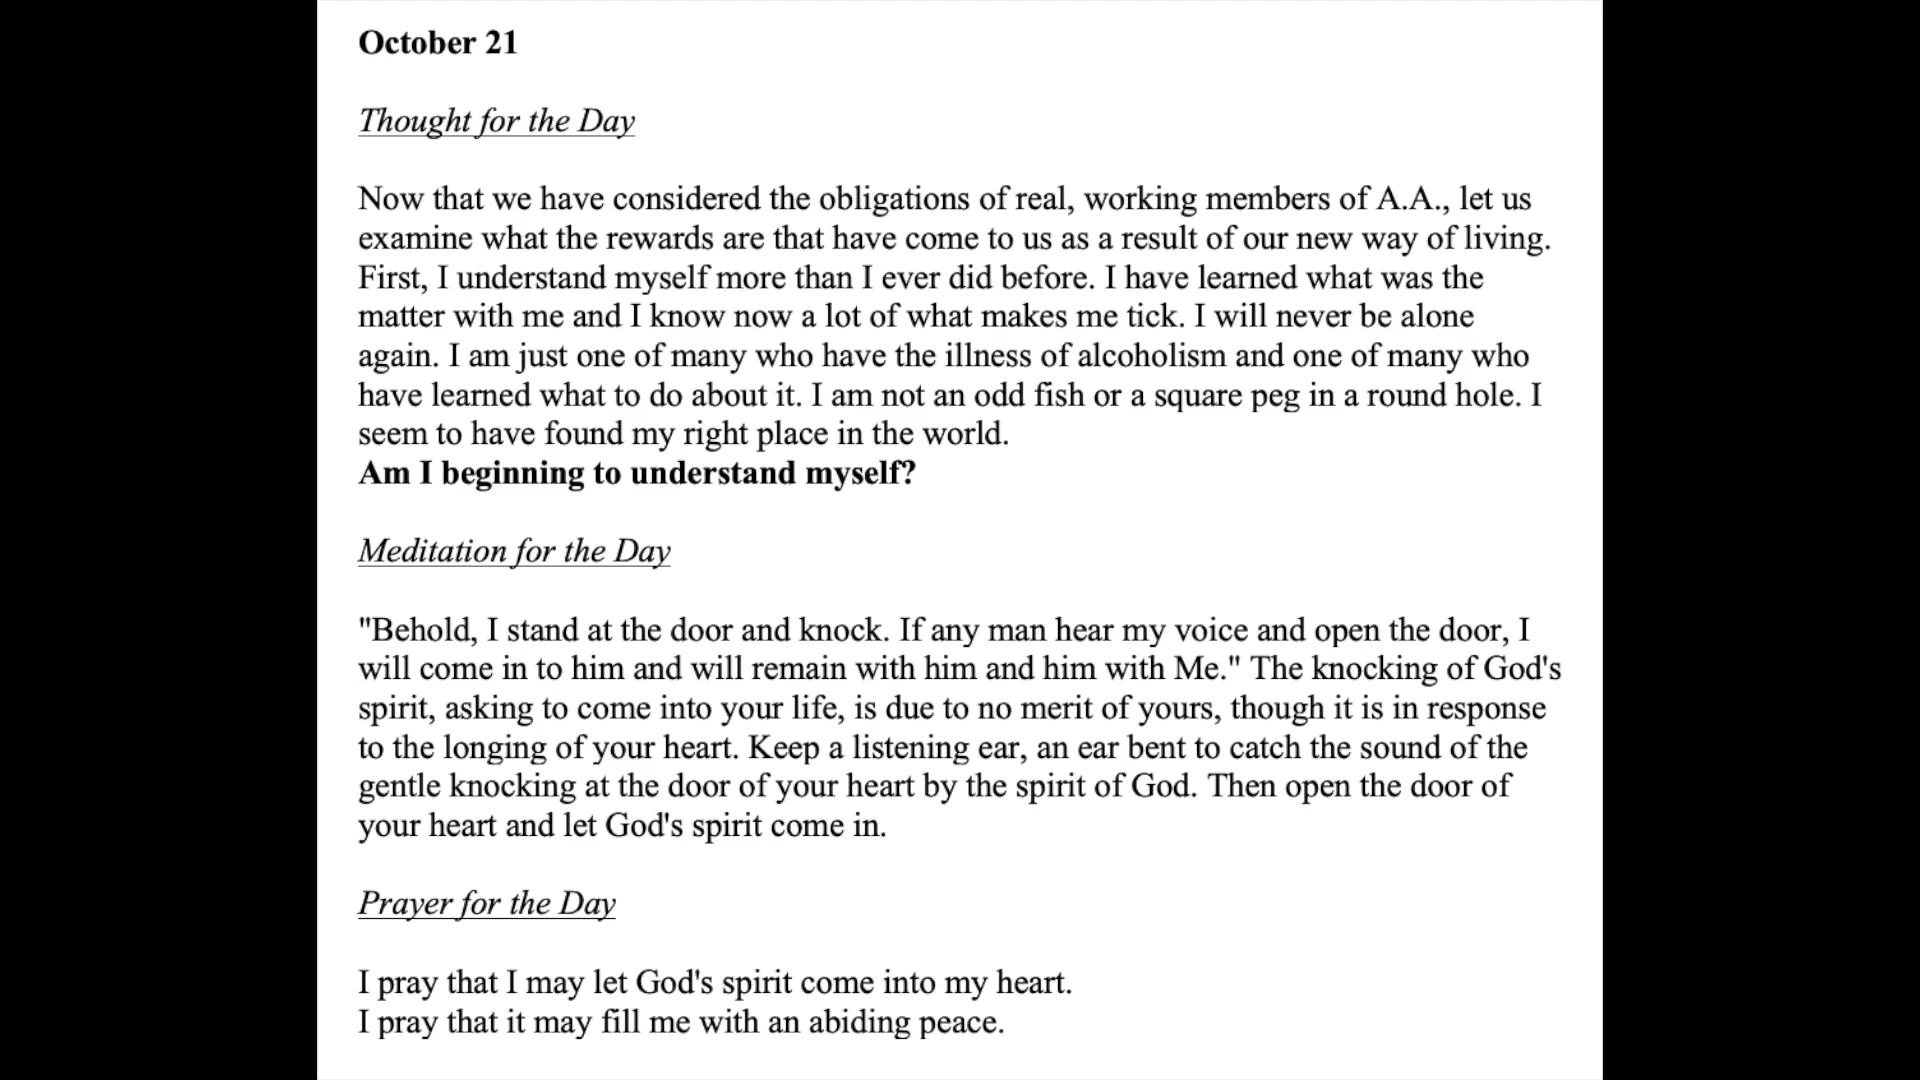 October 21
Thought for the Day
Now that we have considered the obligations of real, working members of A.A., let us
examine what the rewards are that have come to us as a result of our new way of living.
First, I understand myself more than I ever did before. I have learned what was the
matter with me and I know now a lot of what makes me tick. I will never be alone
again. I am just one of many who have the illness of alcoholism and one of many who
have learned what to do about it. I am not an odd fish or a square peg in a round hole. I
seem to have found my right place in the world.
Am I beginning to understand myself?
Meditation for the Day
"Behold, I stand at the door and knock. If any man hear my voice and open the door, I
will come in to him and will remain with him and him with Me." The knocking of God's
spirit, asking to come into your life, is due to no merit of yours, though it is in response
to the longing of your heart. Keep a listening ear, an ear bent to catch the sound of the
gentle knocking at the door of your heart by the spirit of God. Then open the door of
your heart and let God's spirit come in.
Prayer for the Day
I pray that I may let God's spirit come into my heart.
I pray that it may fill me with an abiding peace.